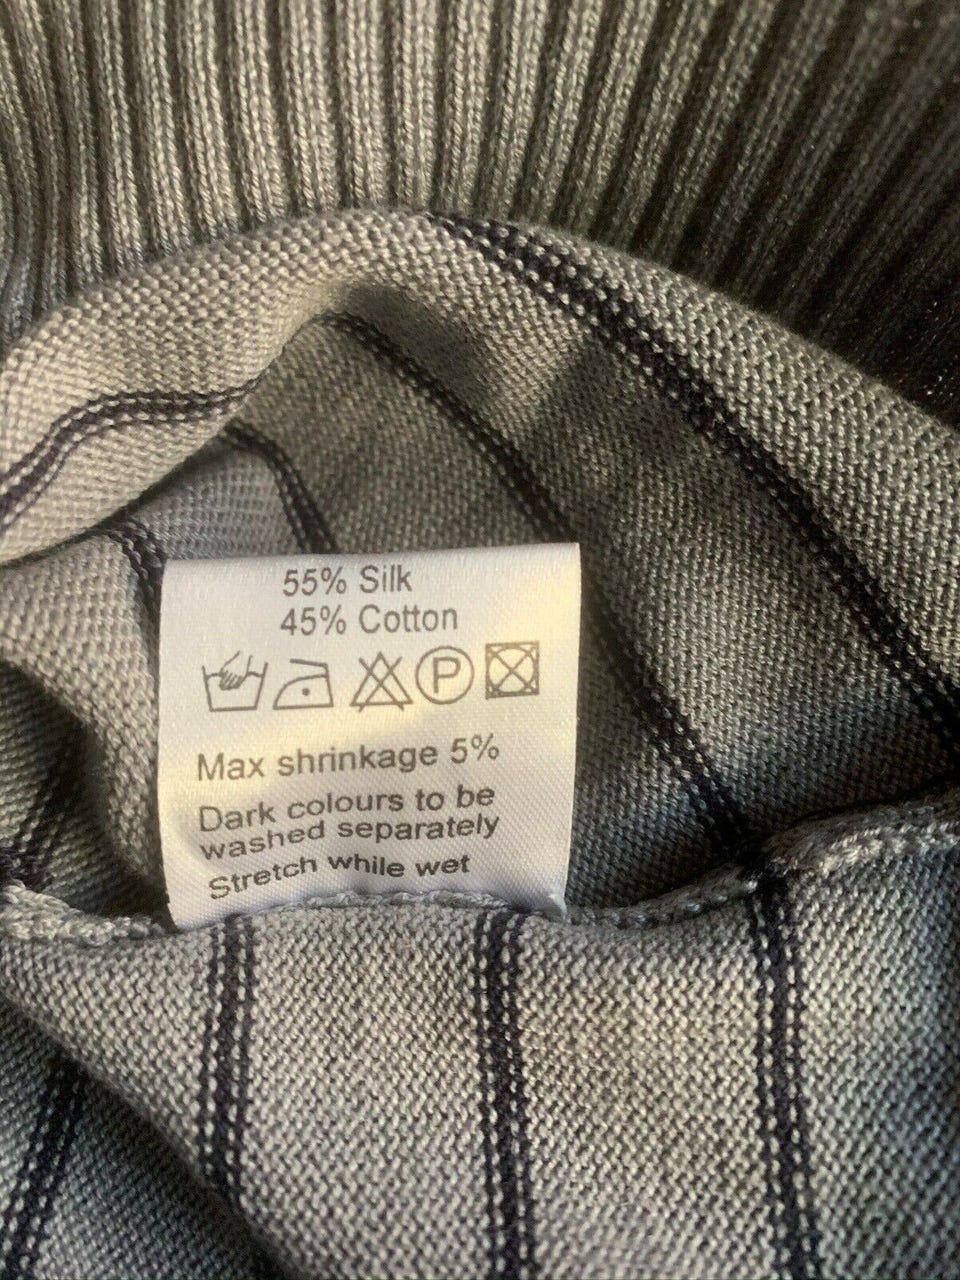 55% Silk
45% Cotton
P
Max shrinkage 5%
Dark colours to be
washed separately
Stretch while wet